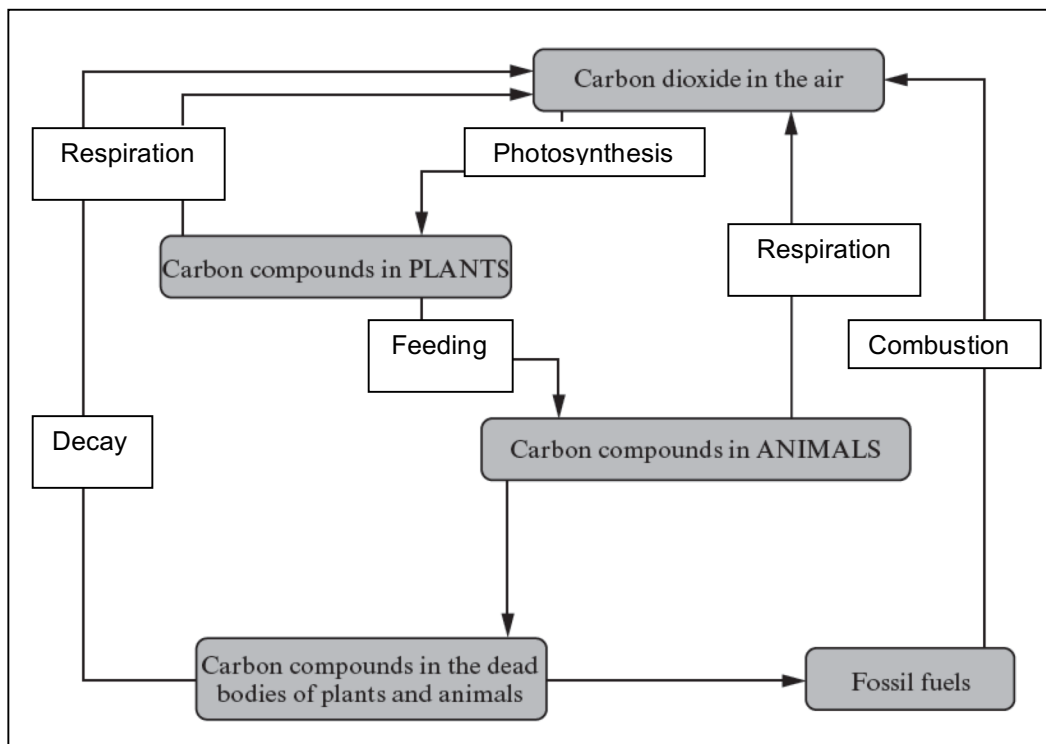 Carbon dioxide in the air
Respiration
Photosynthesis
Carbon compounds in PLANTS
Respiration
Feeding
Combustion
Decay
Carbon compounds in ANIMALS
Carbon compounds in the dead
bodies of plants and animals
Fossil fuels